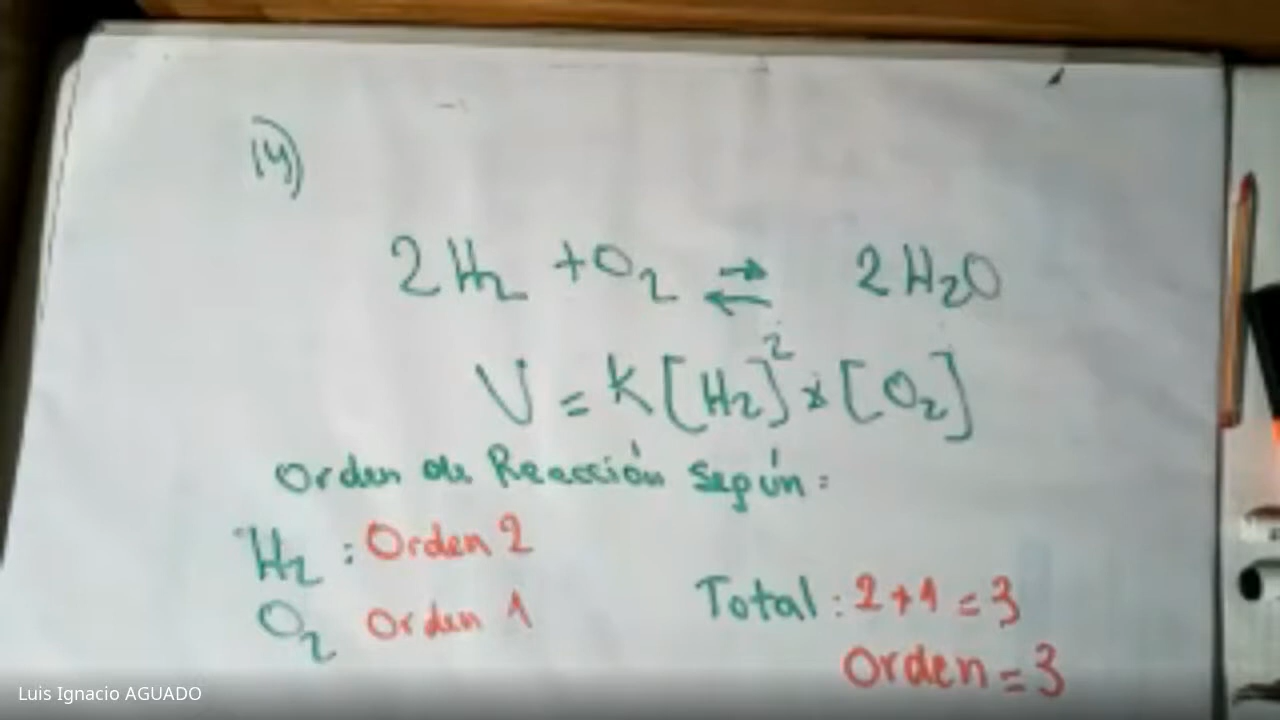 14)
2H₂ + O₂ ⇄ 2H₂O
V = K [H₂]² * [O₂]
Orden de Reacción Según:
H₂ : Orden 2
O₂ Orden 1
Total: 2+1 = 3
Orden = 3
Luis Ignacio AGUADO